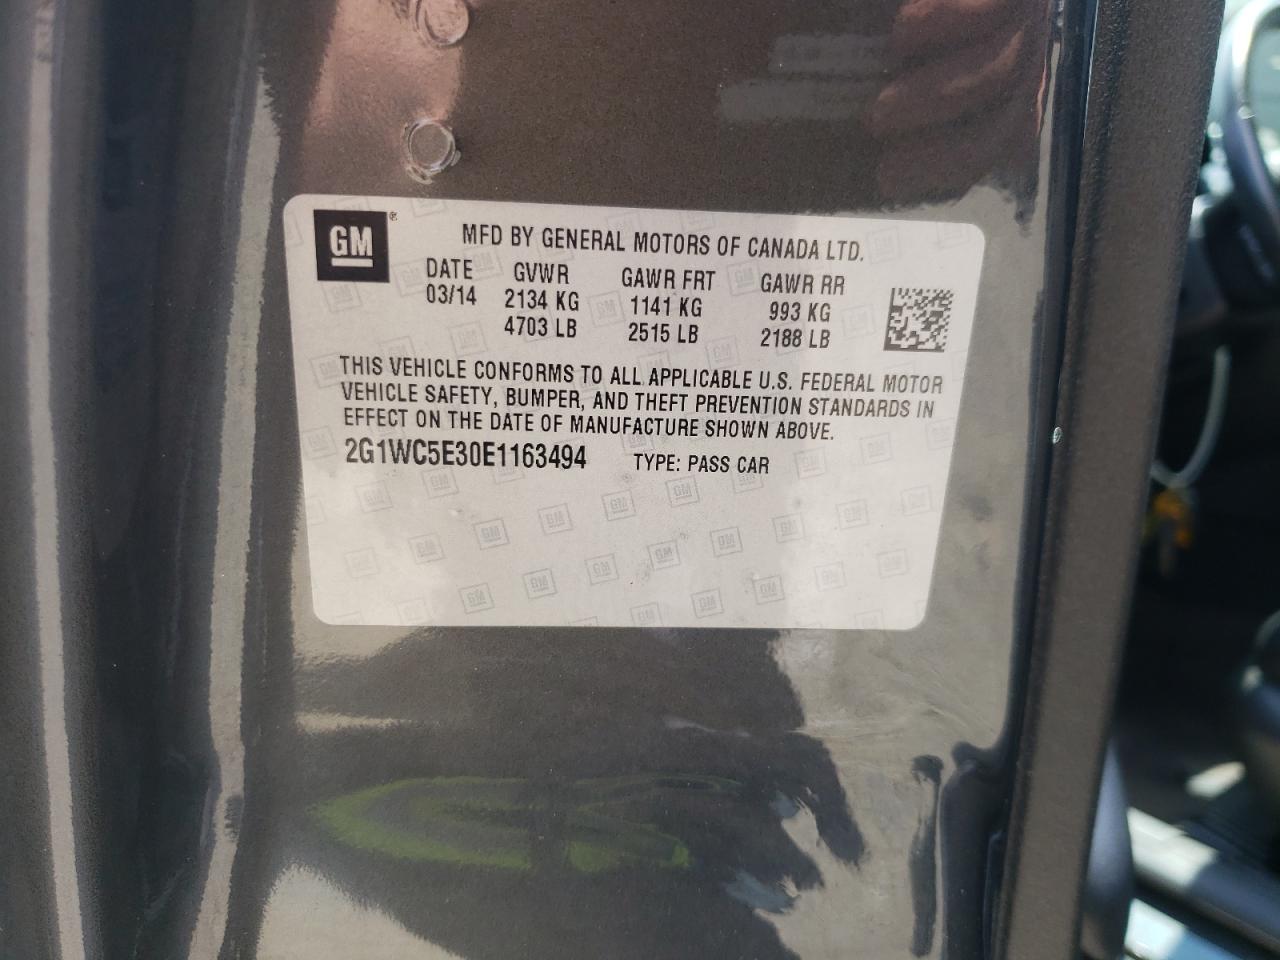 GM®
MFD BY GENERAL MOTORS OF CANADA LTD.
DATE GVWR GAWR FRT GAWR RR
03/14 2134 KG 1141 KG 993 KG
4703 LB 2515 LB 2188 LB
THIS VEHICLE CONFORMS TO ALL APPLICABLE U.S. FEDERAL MOTOR
VEHICLE SAFETY, BUMPER, AND THEFT PREVENTION STANDARDS IN
EFFECT ON THE DATE OF MANUFACTURE SHOWN ABOVE.
2G1WC5E30E1163494 TYPE: PASS CAR